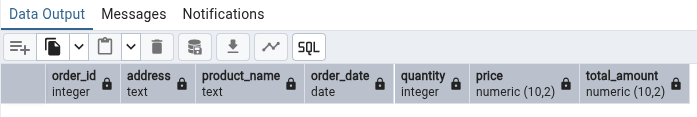 Data Output Messages Notifications
SQL
order_id address product_name order_date quantity price total_amount
integer text text date integer numeric (10,2) numeric (10,2)